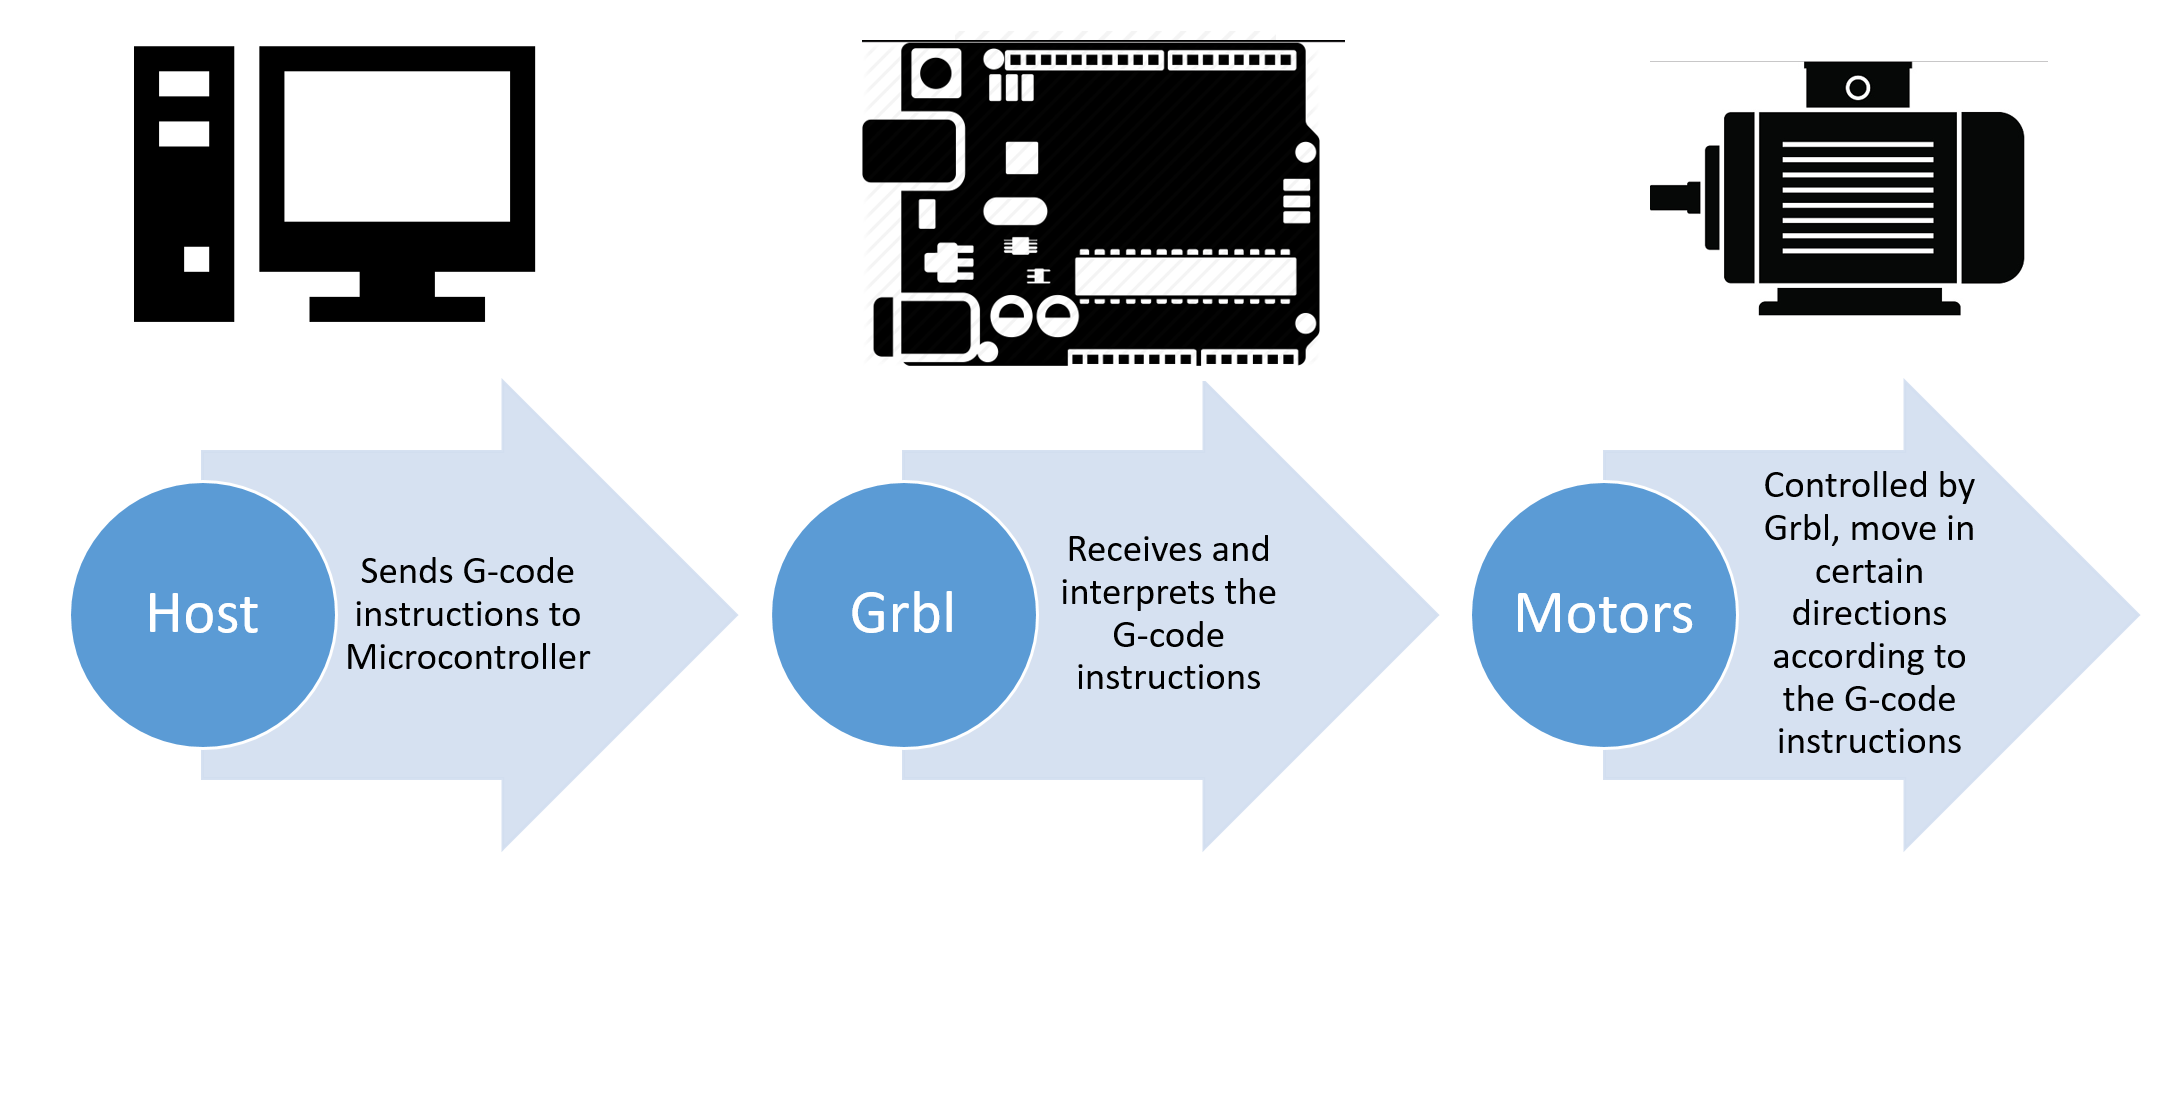 Host
Sends G-code
instructions to
Microcontroller
Grbl
Receives and
interprets the
G-code
instructions
Motors
Controlled by
Grbl, move in
certain
directions
according to
the G-code
instructions